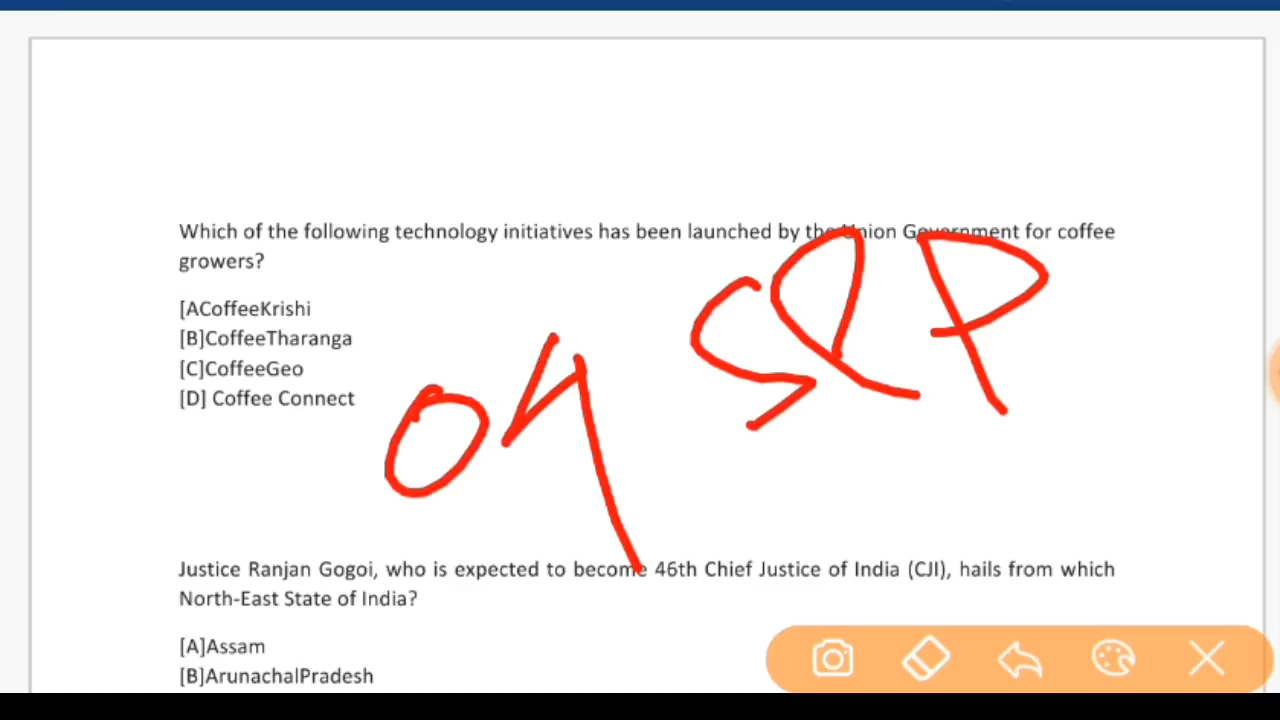 Which of the following technology initiatives has been launched by the Union Government for coffee
growers?
[ACoffeeKrishi
[B]CoffeeTharanga
[C]CoffeeGeo
[D] Coffee Connect
04 SEP
Justice Ranjan Gogoi, who is expected to become 46th Chief Justice of India (CJI), hails from which
North-East State of India?
[A]Assam
[B]ArunachalPradesh